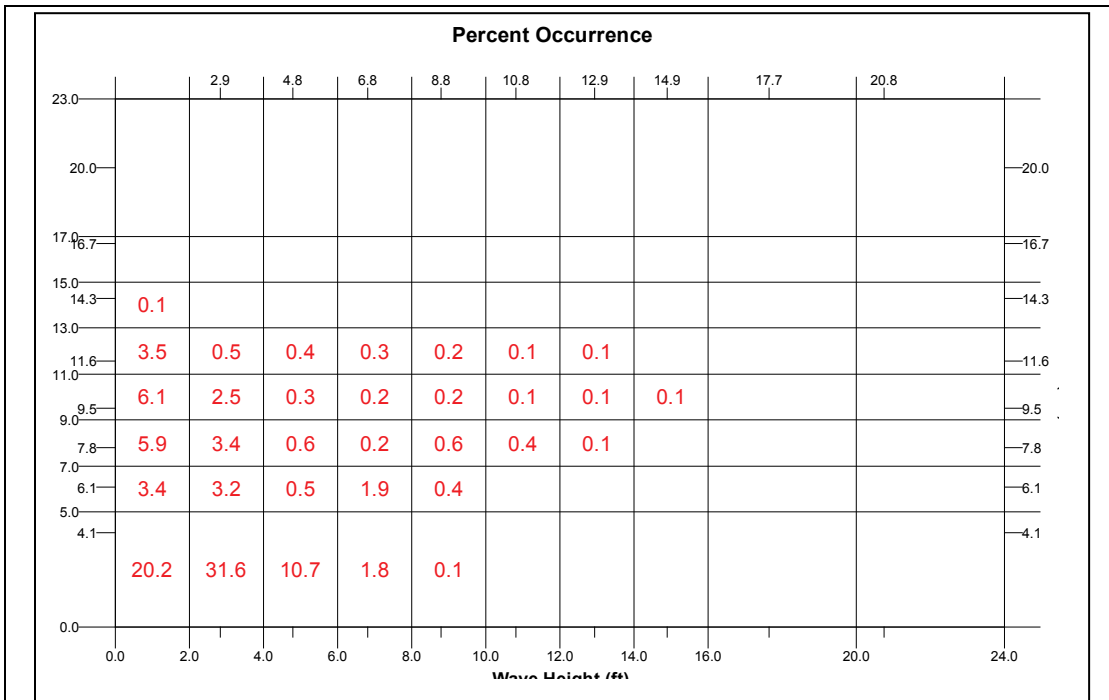 Percent Occurrence
2.9 4.8 6.8 8.8 10.8 12.9 14.9 17.7 20.8
23.0
20.0 20.0
17.0
16.7 16.7
15.0
14.3 14.3
0.1
13.0
3.5 0.5 0.4 0.3 0.2 0.1 0.1
11.6 11.6
11.0
6.1 2.5 0.3 0.2 0.2 0.1 0.1 0.1
9.5 9.5
9.0
5.9 3.4 0.6 0.2 0.6 0.4 0.1
7.8 7.8
7.0
6.1 3.4 3.2 0.5 1.9 0.4 6.1
5.0
4.1 4.1
20.2 31.6 10.7 1.8 0.1
0.0
0.0 2.0 4.0 6.0 8.0 10.0 12.0 14.0 16.0 20.0 24.0
Wave Height (ft)